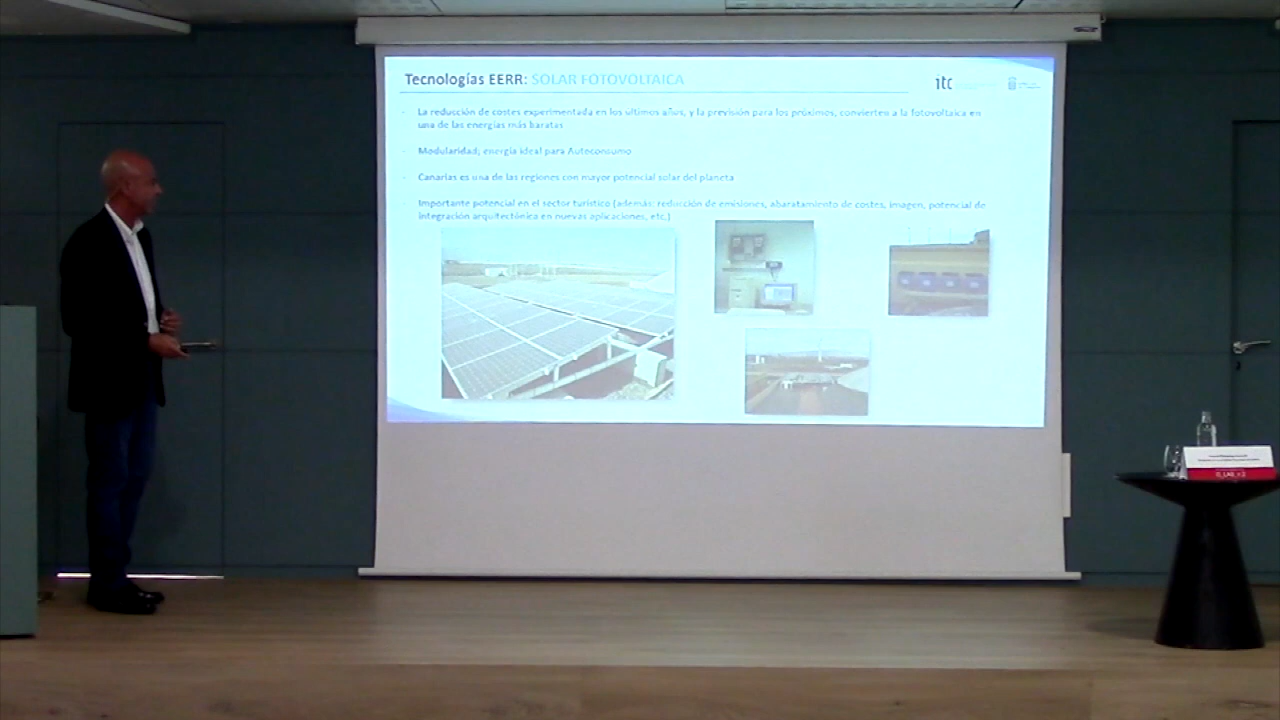 Tecnologías EERR: SOLAR FOTOVOLTAICA
itc
- La reducción de costes experimentada en los últimos años, y la previsión para los próximos, convierten a la fotovoltaica en
una de las energías más baratas
- Modularidad; energía ideal para Autoconsumo
- Canarias es una de las regiones con mayor potencial solar del planeta
- Importante potencial en el sector turístico (además: reducción de emisiones, abaratamiento de costes, imagen, potencial de
integración arquitectónica en nuevas aplicaciones, etc.)